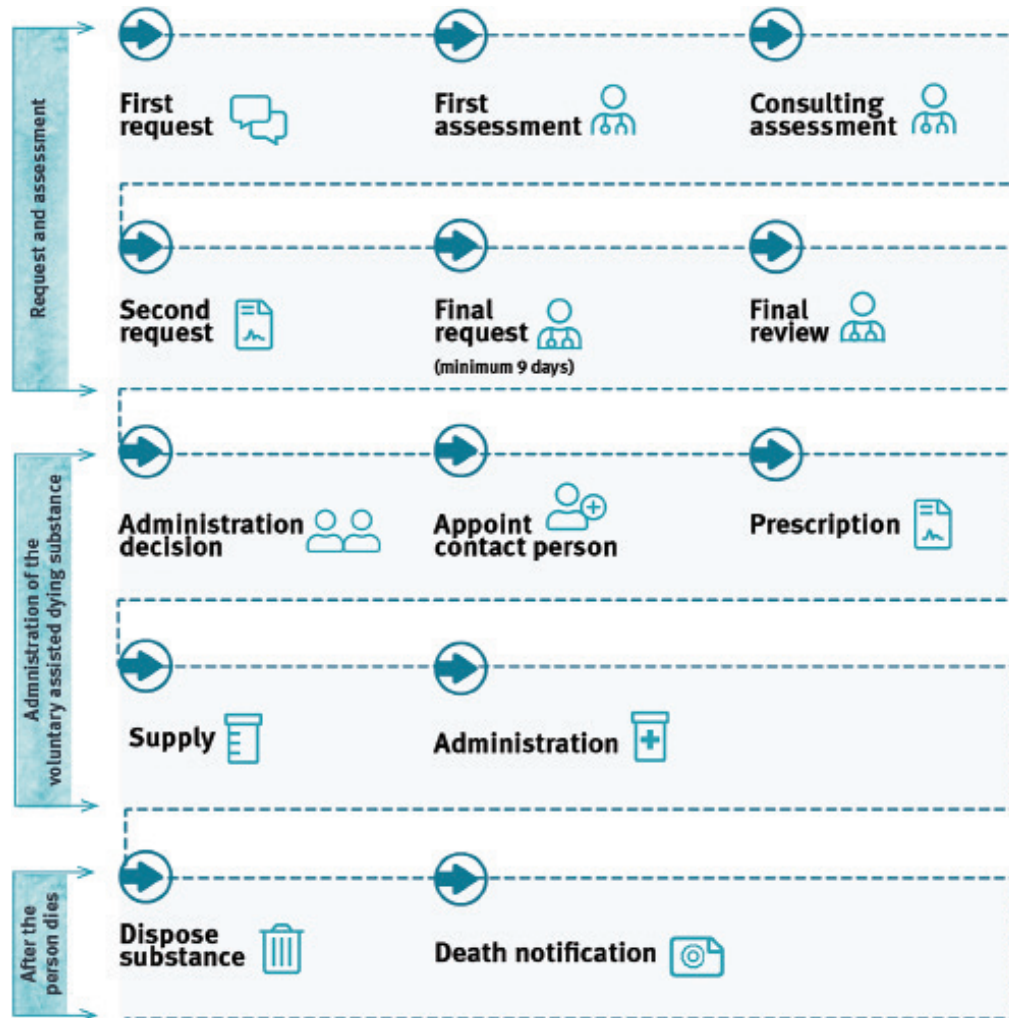 Request and assessment
First
request
First
assessment
Consulting
assessment
Second
request
Final
request
(minimum 9 days)
Final
review
Administration of the
voluntary assisted dying substance
Administration
decision
Appoint
contact person
Prescription
Supply
Administration
After the
person dies
Dispose
substance
Death notification